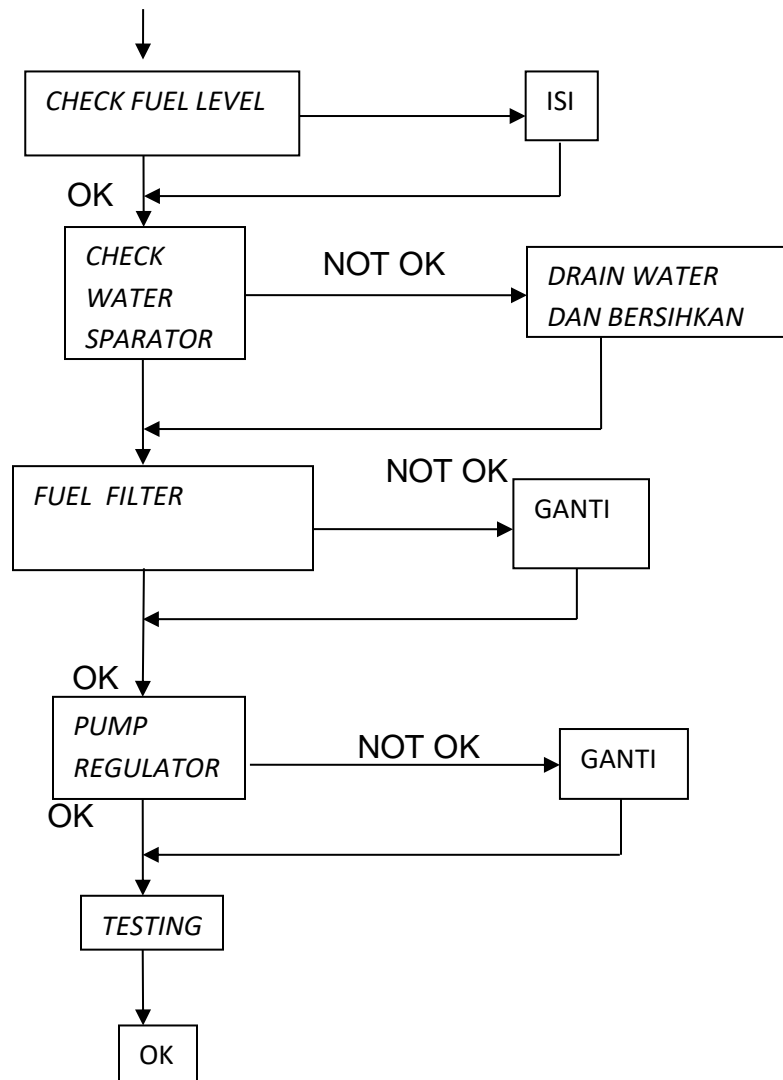 CHECK FUEL LEVEL
ISI
OK
CHECK
WATER
SPARATOR
NOT OK
DRAIN WATER
DAN BERSIHKAN
FUEL  FILTER
NOT OK
GANTI
OK
PUMP
REGULATOR
NOT OK
GANTI
OK
TESTING
OK